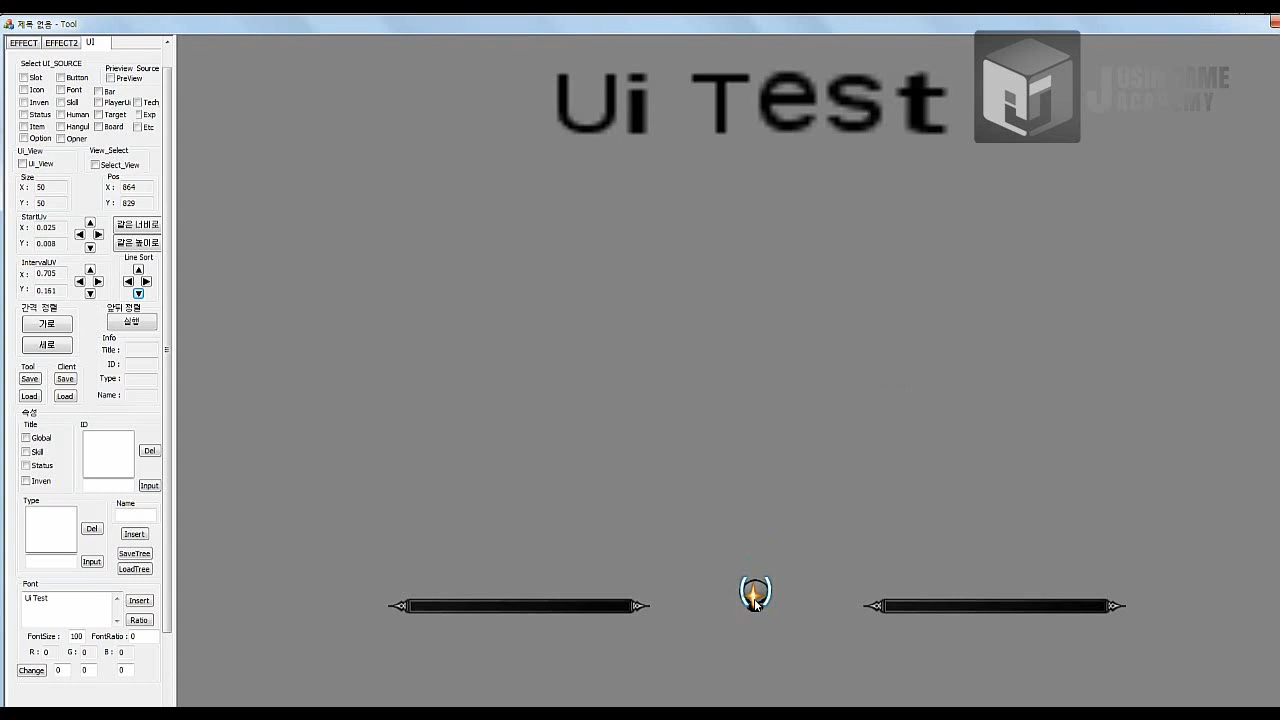 제목 없음 - Tool
EFFECT EFFECT2 UI
Select UI_SOURCE
Slot Button
Icon Font
Inven Skill
Status Human
Item Hangul
Option Opner
Prieview Source
PreView
Bar
PlayerUi Tech
Target Exp
Board Etc
Ui_View
Ui_View
View_Select
Select_View
Size
X : 50
Y : 50
Pos
X : 864
Y : 829
StartUv
X : 0.025
Y : 0.008
같은 너비로
같은 높이로
IntervalUV
X : 0.705
Y : 0.161
Line Sort
간격 정렬
가로
세로
앞뒤 정렬
실행
Info
Title :
ID :
Type :
Name :
Tool Client
Save Save
Load Load
속성
Title
Global
Skill
Status
Inven
ID
Del
Input
Type
Del
Input
Name
Insert
SaveTree
LoadTree
Font
Ui Test
Insert
Ratio
FontSize : 100 FontRatio : 0
R : 0 G : 0 B : 0
Change 0 0 0
Ui Test
JUSIN GAME
ACADEMY